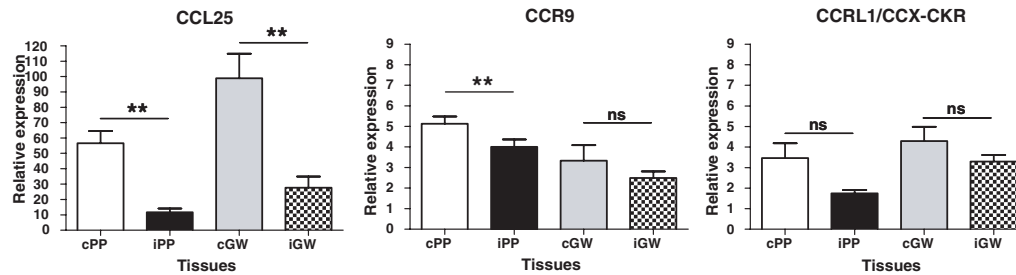 CCL25
Relative expression
120
110
100
90
80
70
60
50
40
30
20
10
0
**
**
cPP iPP cGW iGW
Tissues
CCR9
Relative expression
9
8
7
6
5
4
3
2
1
0
**
ns
cPP iPP cGW iGW
Tissues
CCRL1/CCX-CKR
Relative expression
9
8
7
6
5
4
3
2
1
0
ns
ns
cPP iPP cGW iGW
Tissues